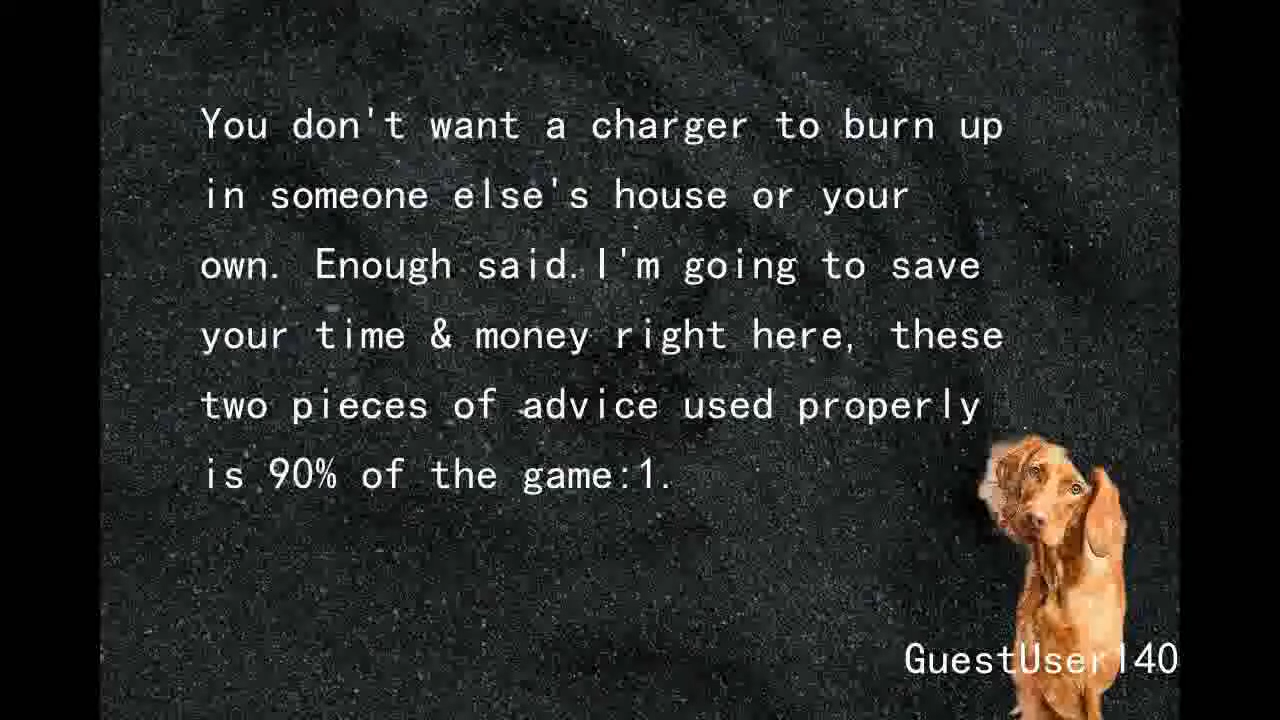 You don't want a charger to burn up
in someone else's house or your
own. Enough said.I'm going to save
your time & money right here, these
two pieces of advice used properly
is 90% of the game:1.
GuestUser140